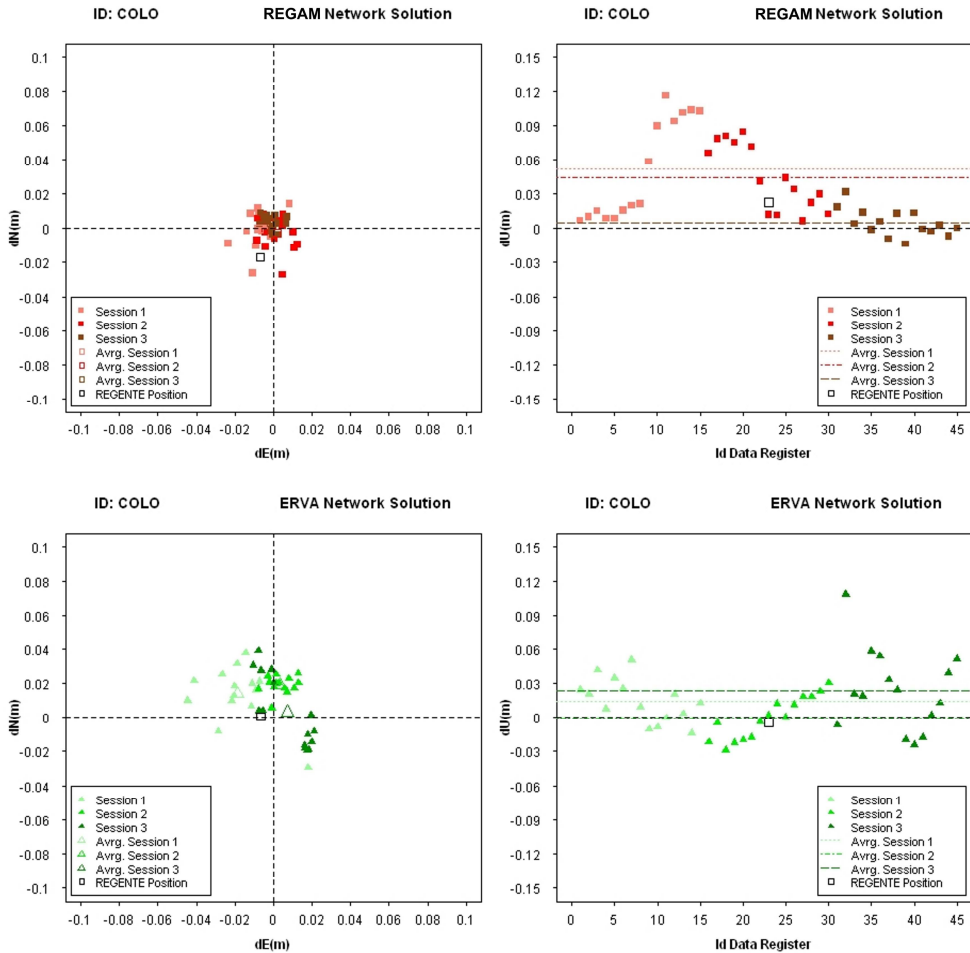 ID: COLO REGAM Network Solution
dN(m)
0.1
0.08
0.06
0.04
0.02
0
-0.02
-0.04
-0.06
-0.08
-0.1
Session 1
Session 2
Session 3
Avrg. Session 1
Avrg. Session 2
Avrg. Session 3
REGENTE Position
-0.1 -0.08 -0.06 -0.04 -0.02 0 0.02 0.04 0.06 0.08 0.1
dE(m)
ID: COLO REGAM Network Solution
dU(m)
0.15
0.12
0.09
0.06
0.03
0
-0.03
-0.06
-0.09
-0.12
-0.15
Session 1
Session 2
Session 3
Avrg. Session 1
Avrg. Session 2
Avrg. Session 3
REGENTE Position
0 5 10 15 20 25 30 35 40 45
Id Data Register
ID: COLO ERVA Network Solution
dN(m)
0.1
0.08
0.06
0.04
0.02
0
-0.02
-0.04
-0.06
-0.08
-0.1
Session 1
Session 2
Session 3
Avrg. Session 1
Avrg. Session 2
Avrg. Session 3
REGENTE Position
-0.1 -0.08 -0.06 -0.04 -0.02 0 0.02 0.04 0.06 0.08 0.1
dE(m)
ID: COLO ERVA Network Solution
dU(m)
0.15
0.12
0.09
0.06
0.03
0
-0.03
-0.06
-0.09
-0.12
-0.15
Session 1
Session 2
Session 3
Avrg. Session 1
Avrg. Session 2
Avrg. Session 3
REGENTE Position
0 5 10 15 20 25 30 35 40 45
Id Data Register